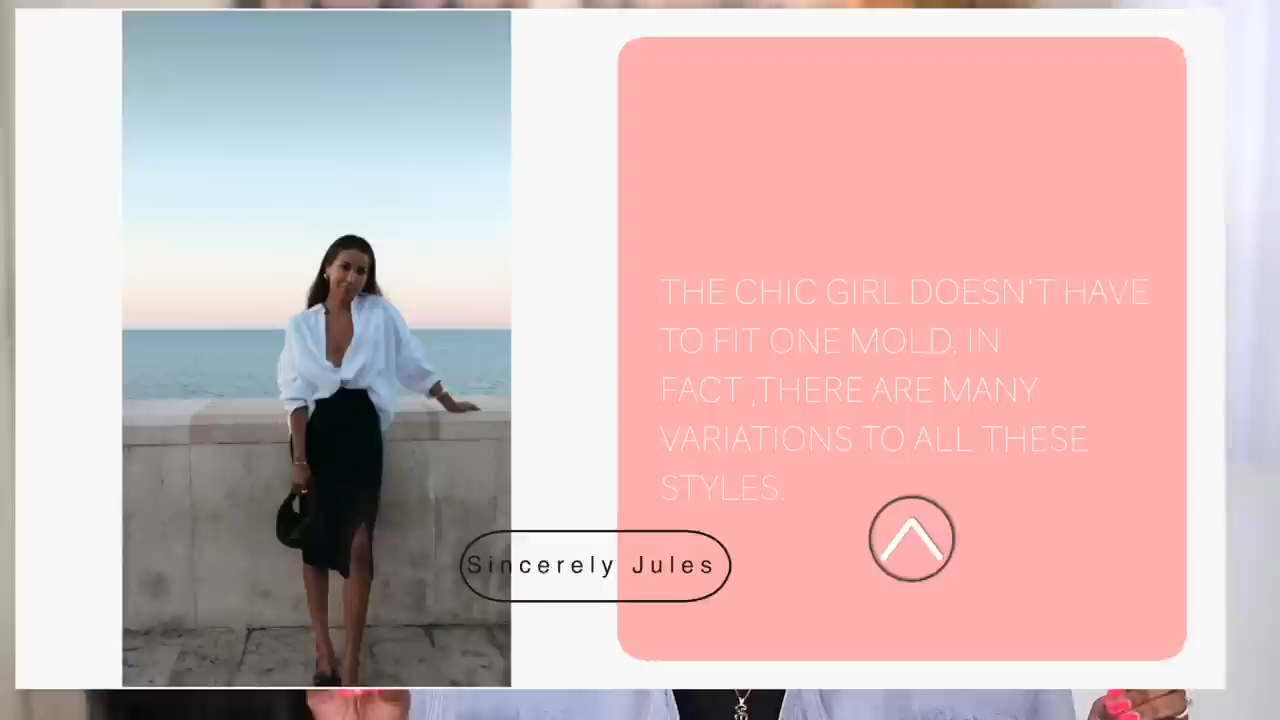 THE CHIC GIRL DOESN'T HAVE
TO FIT ONE MOLD. IN
FACT ,THERE ARE MANY
VARIATIONS TO ALL THESE
STYLES.
Sincerely Jules